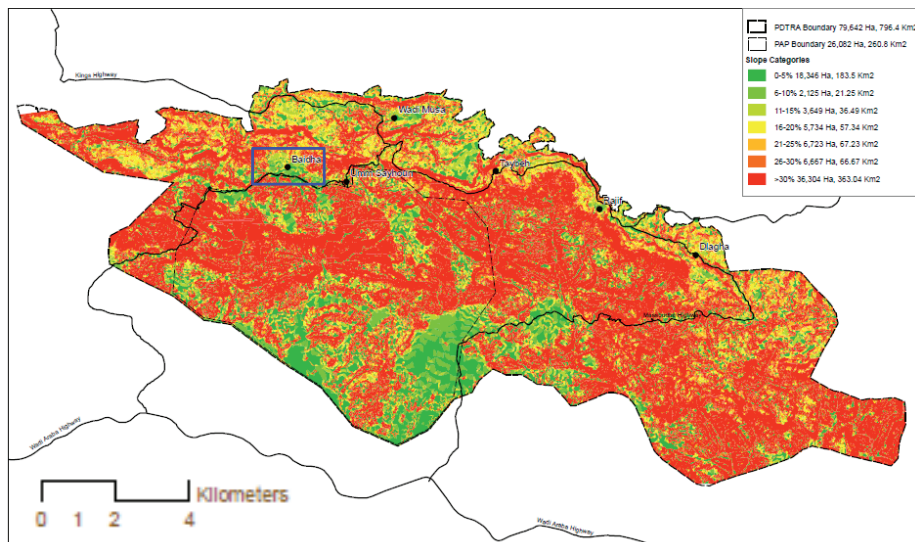 PDTRA Boundary 79,642 Ha, 796.4 Km2
PAP Boundary 26,082 Ha, 260.8 Km2
Slope Categories
0-5% 18,346 Ha, 183.5 Km2
6-10% 2,125 Ha, 21.25 Km2
11-15% 3,649 Ha, 36.49 Km2
16-20% 5,734 Ha, 57.34 Km2
21-25% 6,723 Ha, 67.23 Km2
26-30% 6,667 Ha, 66.67 Km2
>30% 36,304 Ha, 363.04 Km2
Kings Highway
Wadi Musa
Baidha
Umm Sayhoun
Taybeh
Rajif
Dlagha
Wadi Araba Highway
Wadi Araba Highway
Kilometers
0 1 2 4